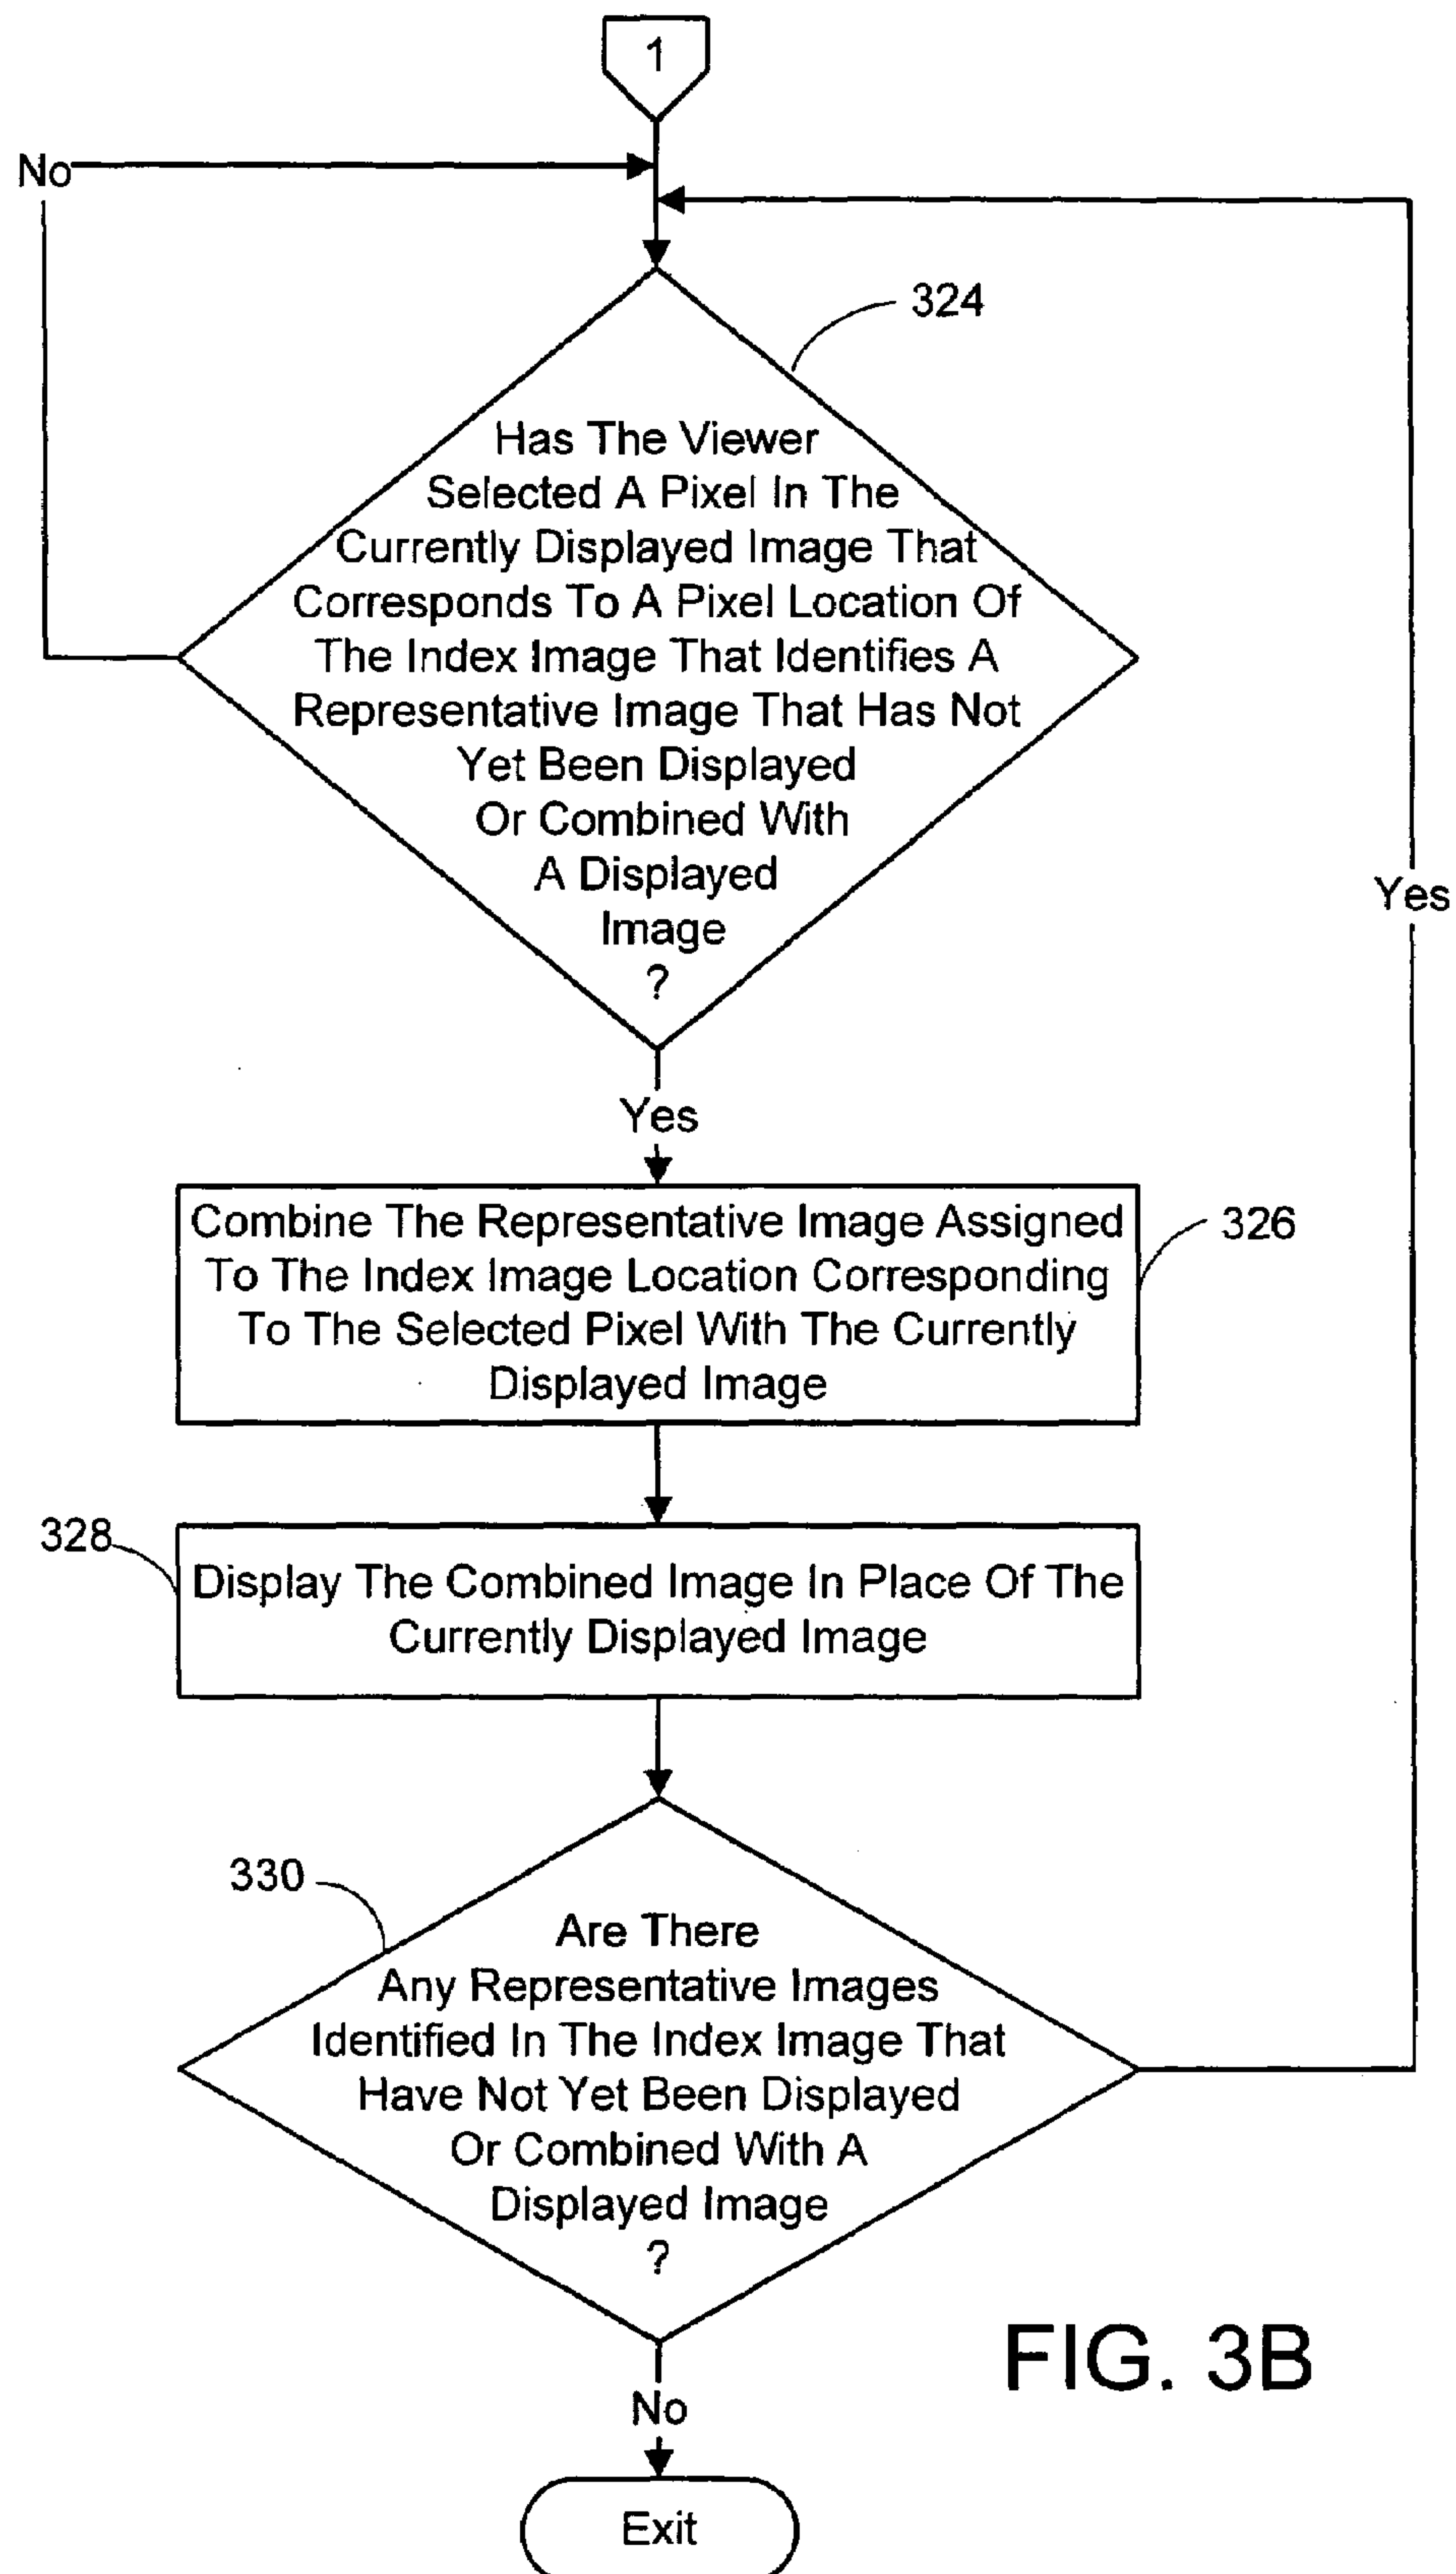 1
No
324
Has The Viewer
Selected A Pixel In The
Currently Displayed Image That
Corresponds To A Pixel Location Of
The Index Image That Identifies A
Representative Image That Has Not
Yet Been Displayed
Or Combined With
A Displayed
Image
?
Yes
Yes
Combine The Representative Image Assigned
To The Index Image Location Corresponding
To The Selected Pixel With The Currently
Displayed Image
326
328
Display The Combined Image In Place Of The
Currently Displayed Image
330
Are There
Any Representative Images
Identified In The Index Image That
Have Not Yet Been Displayed
Or Combined With A
Displayed Image
?
No
Exit
FIG. 3B